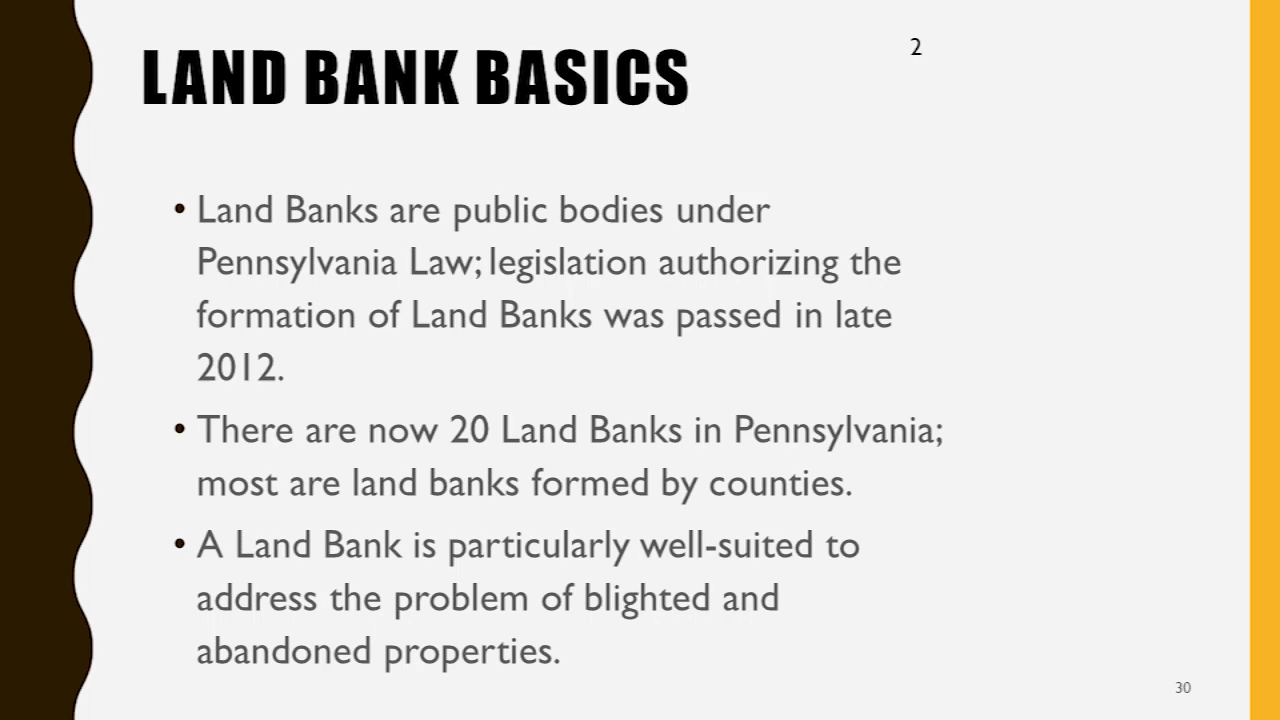 2
LAND BANK BASICS
• Land Banks are public bodies under
Pennsylvania Law; legislation authorizing the
formation of Land Banks was passed in late
2012.
• There are now 20 Land Banks in Pennsylvania;
most are land banks formed by counties.
• A Land Bank is particularly well-suited to
address the problem of blighted and
abandoned properties.
30